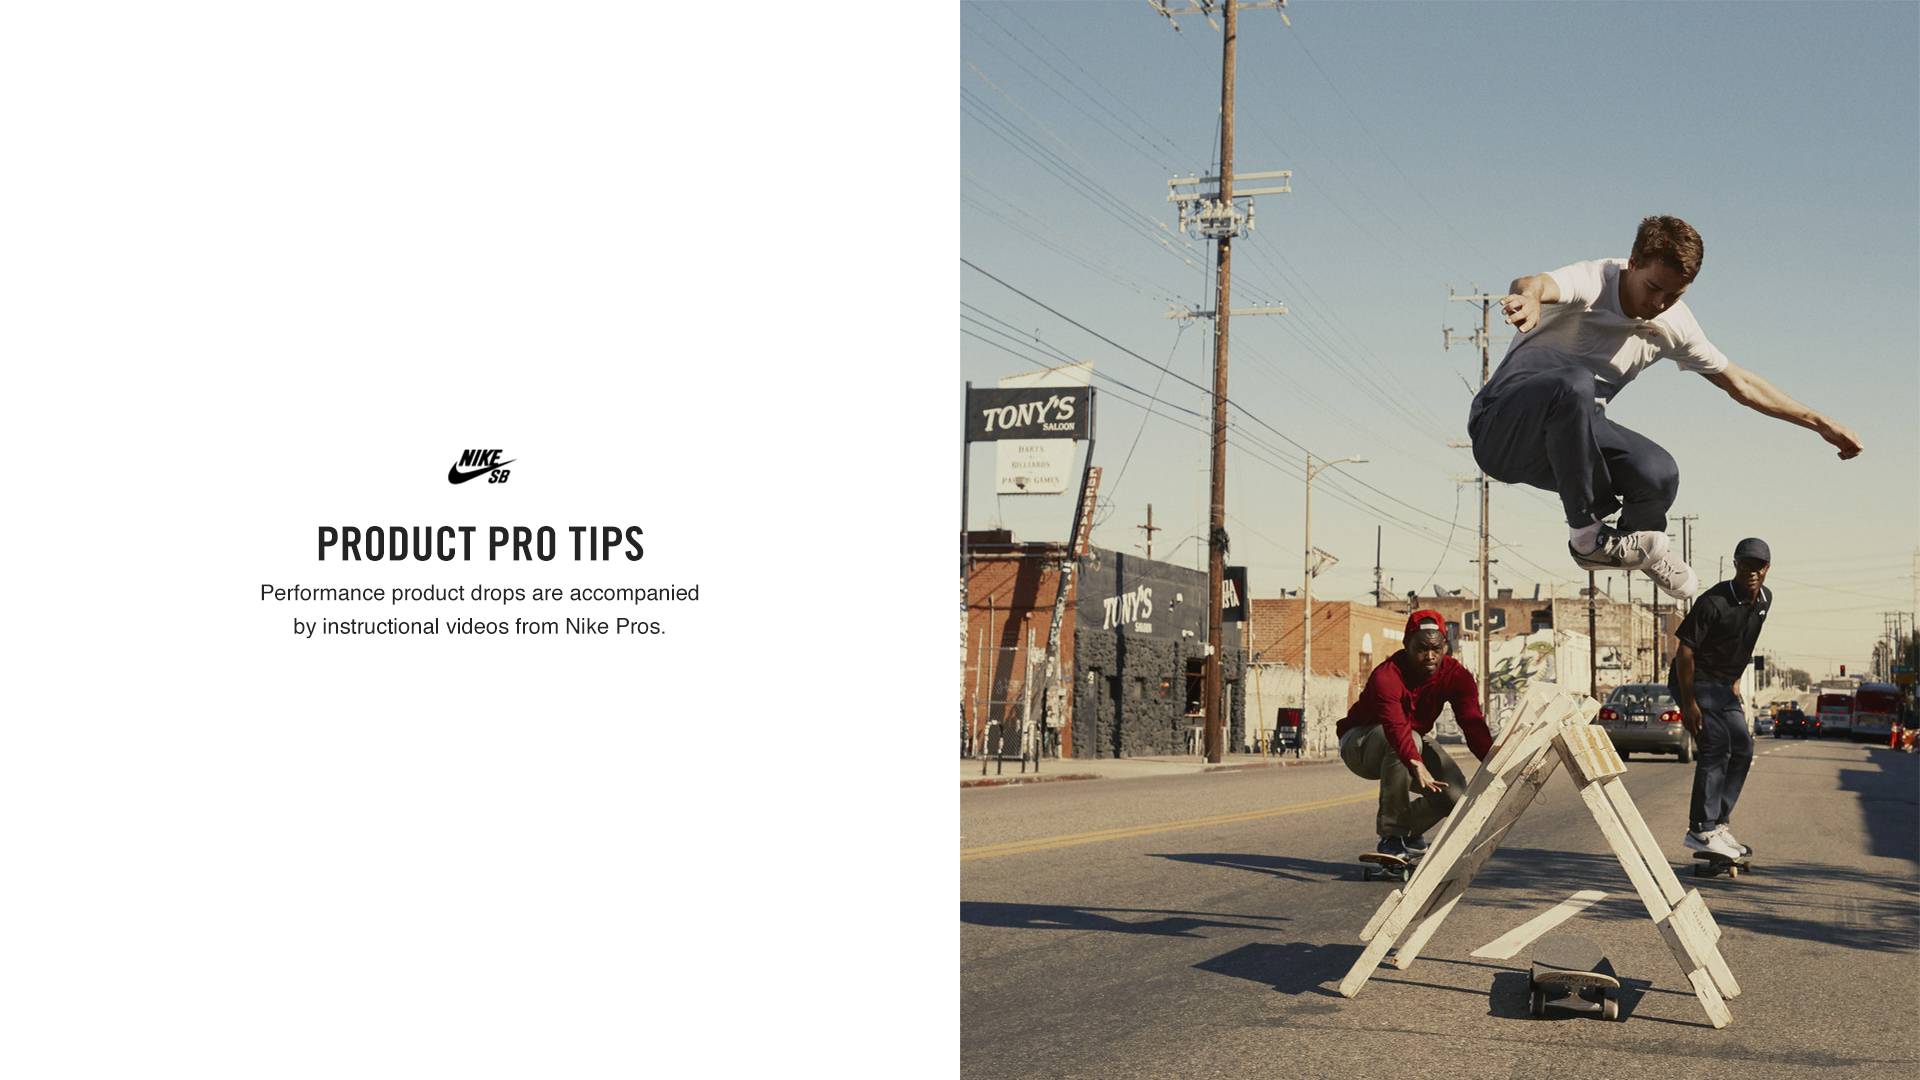 NIKE
SB
PRODUCT PRO TIPS
Performance product drops are accompanied
by instructional videos from Nike Pros.
TONY'S
SALOON
DARTS
BILLIARDS
GAMES
TONY'S
SALOON